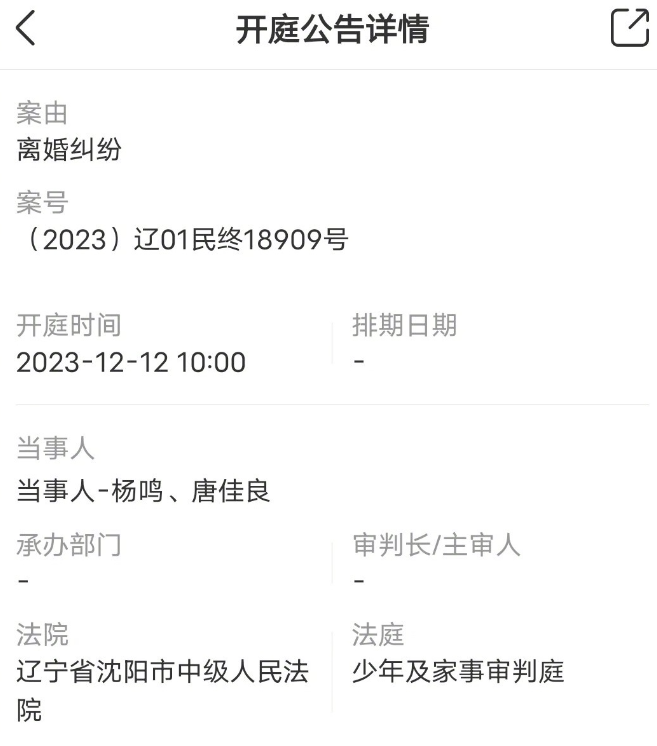 开庭公告详情
案由
离婚纠纷
案号
（2023）辽01民终18909号
开庭时间
2023-12-12 10:00
排期日期
-
当事人
当事人-杨鸣、唐佳良
承办部门
-
审判长/主审人
-
法院
辽宁省沈阳市中级人民法
院
法庭
少年及家事审判庭